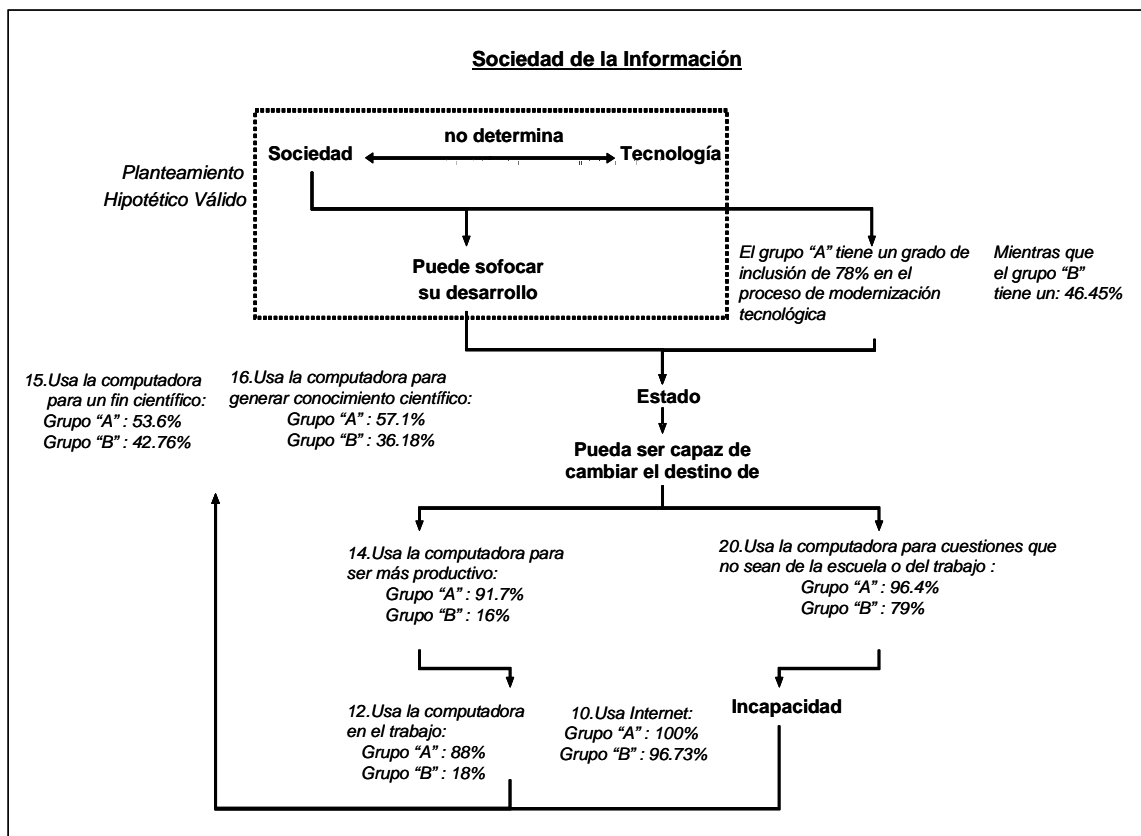 Sociedad de la Información
no determina
Sociedad
Tecnología
Planteamiento
Hipotético Válido
Puede sofocar
su desarrollo
El grupo “A” tiene un grado de
inclusión de 78% en el
proceso de modernización
tecnológica
Mientras que
el grupo “B”
tiene un: 46.45%
15.Usa la computadora
para un fin científico:
Grupo “A” : 53.6%
Grupo “B” : 42.76%
16.Usa la computadora para
generar conocimiento científico:
Grupo “A” : 57.1%
Grupo “B” : 36.18%
Estado
Pueda ser capaz de
cambiar el destino de
14.Usa la computadora para
ser más productivo:
Grupo “A” : 91.7%
Grupo “B” : 16%
20.Usa la computadora para cuestiones que
no sean de la escuela o del trabajo :
Grupo “A” : 96.4%
Grupo “B” : 79%
12.Usa la computadora
en el trabajo:
Grupo “A” : 88%
Grupo “B” : 18%
10.Usa Internet:
Grupo “A” : 100%
Grupo “B” : 96.73%
Incapacidad